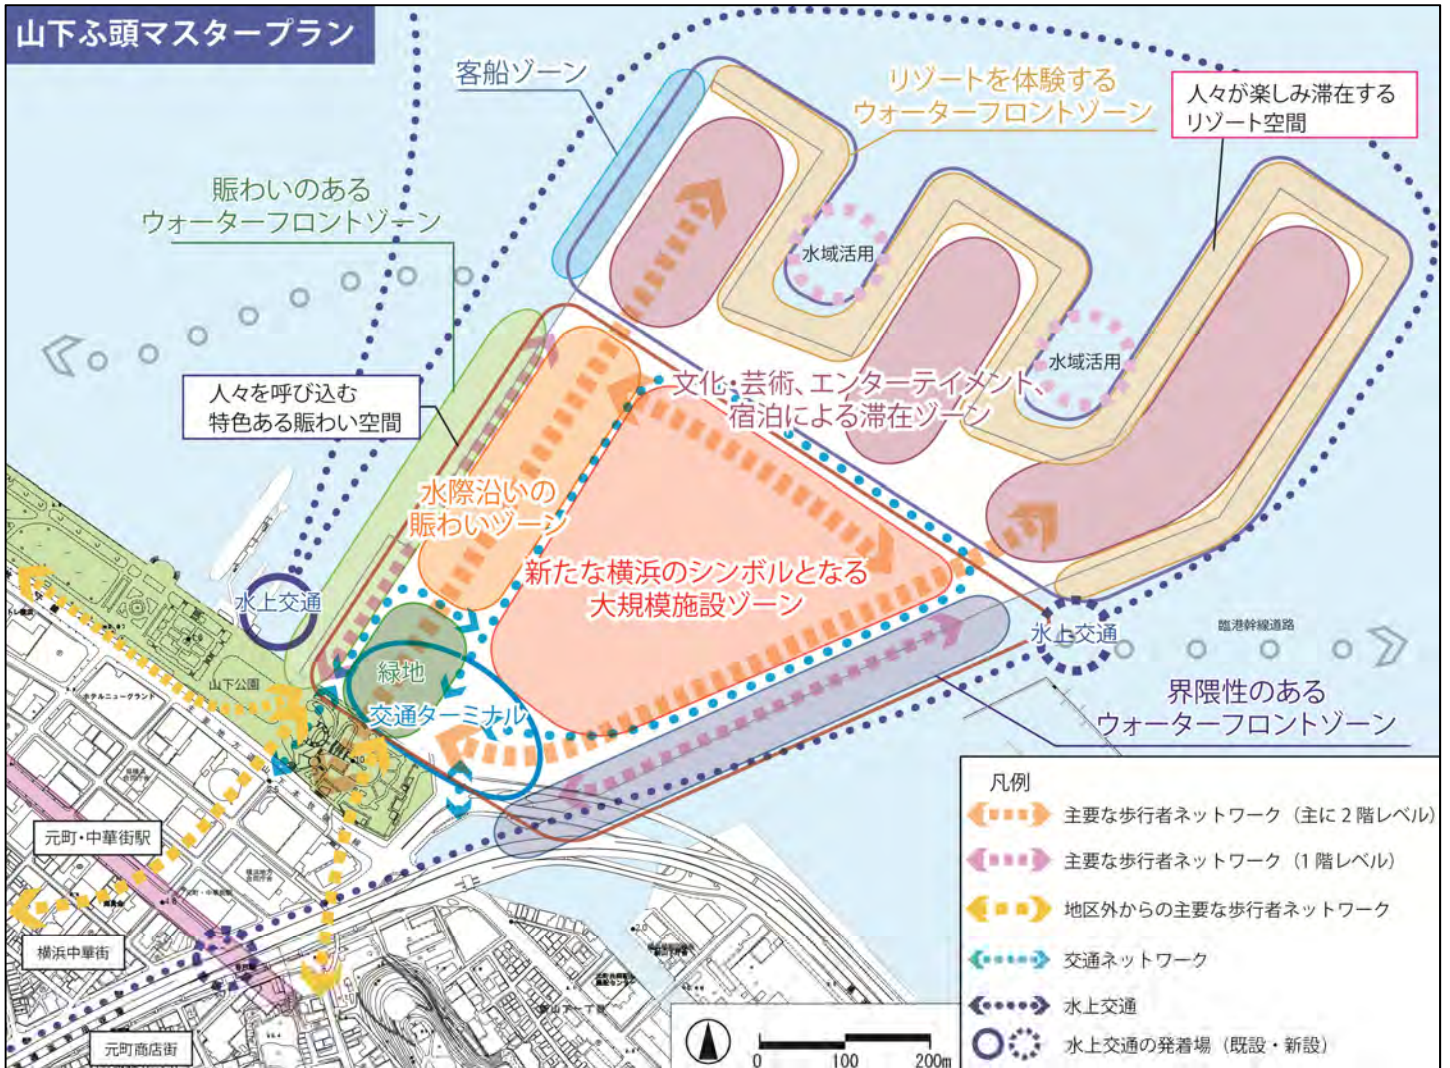 山下ふ頭マスタープラン
客船ゾーン
リゾートを体験する
ウォーターフロントゾーン
人々が楽しみ滞在する
リゾート空間
賑わいのある
ウォーターフロントゾーン
水域活用
水域活用
人々を呼び込む
特色ある賑わい空間
文化・芸術、エンターテイメント、
宿泊による滞在ゾーン
水際沿いの
賑わいゾーン
新たな横浜のシンボルとなる
大規模施設ゾーン
水上交通
水上交通
臨港幹線道路
緑地
山下公園
ホテルニューグランド
交通ターミナル
界隈性のある
ウォーターフロントゾーン
元町・中華街駅
横浜中華街
元町商店街
凡例
主要な歩行者ネットワーク（主に2階レベル）
主要な歩行者ネットワーク（1階レベル）
地区外からの主要な歩行者ネットワーク
交通ネットワーク
水上交通
水上交通の発着場（既設・新設）
0 100 200m